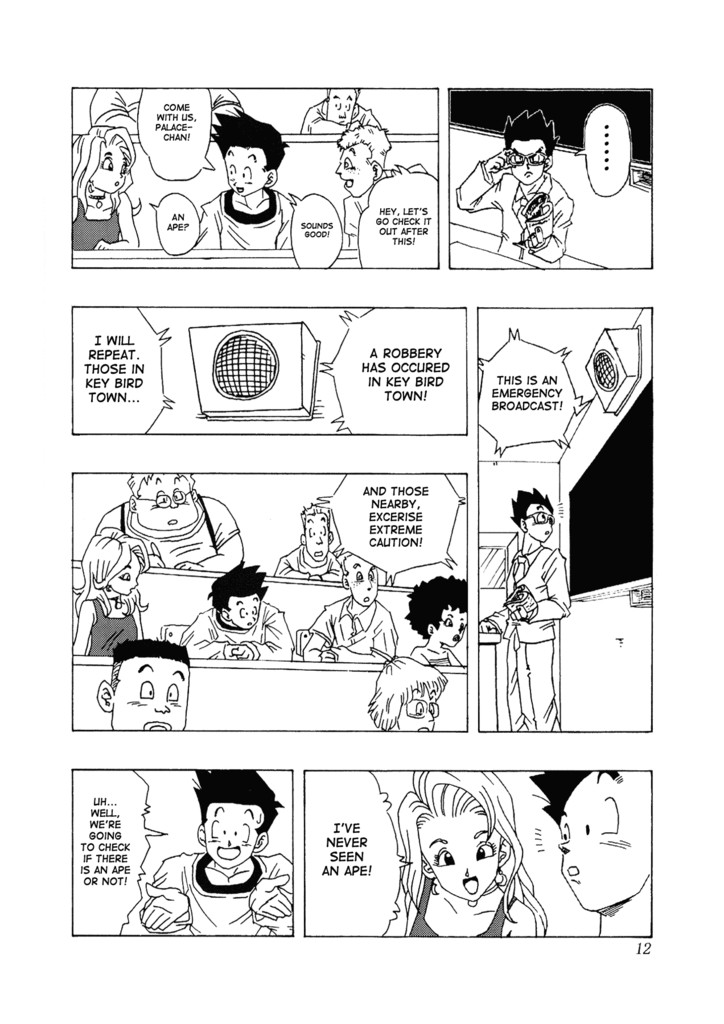 ....
HEY, LET'S
GO CHECK IT
OUT AFTER
THIS!
SOUNDS
GOOD!
COME
WITH US,
PALACE-
CHAN!
AN
APE?
THIS IS AN
EMERGENCY
BROADCAST!
A ROBBERY
HAS OCCURED
IN KEY BIRD
TOWN!
I WILL
REPEAT.
THOSE IN
KEY BIRD
TOWN...
AND THOSE
NEARBY,
EXCERISE
EXTREME
CAUTION!
I'VE
NEVER
SEEN
AN APE!
UH...
WELL,
WE'RE
GOING
TO CHECK
IF THERE
IS AN APE
OR NOT!
12